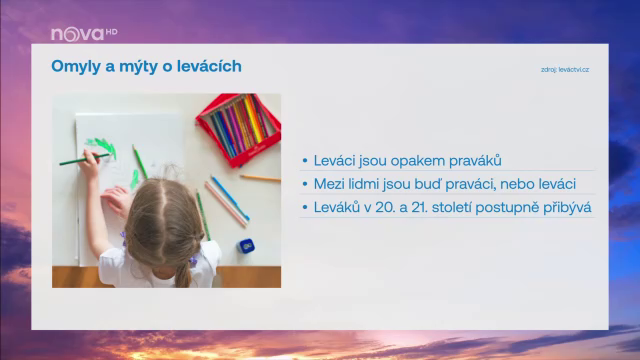 nova HD
Omyly a mýty o levácích
zdroj: leváctví.cz
• Leváci jsou opakem praváků
• Mezi lidmi jsou buď praváci, nebo leváci
• Leváků v 20. a 21. století postupně přibývá